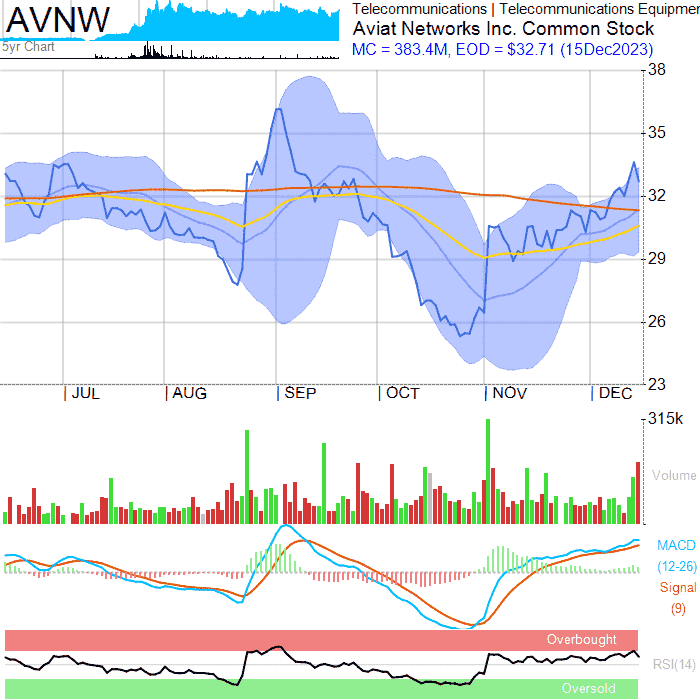 AVNW
Telecommunications | Telecommunications Equipmen
Aviat Networks Inc. Common Stock
5yr Chart
MC = 383.4M, EOD = $32.71 (15Dec2023)
38
35
32
29
26
23
JUL AUG SEP OCT NOV DEC
315k
Volume
MACD
(12-26)
Signal
(9)
Overbought
RSI(14)
Oversold